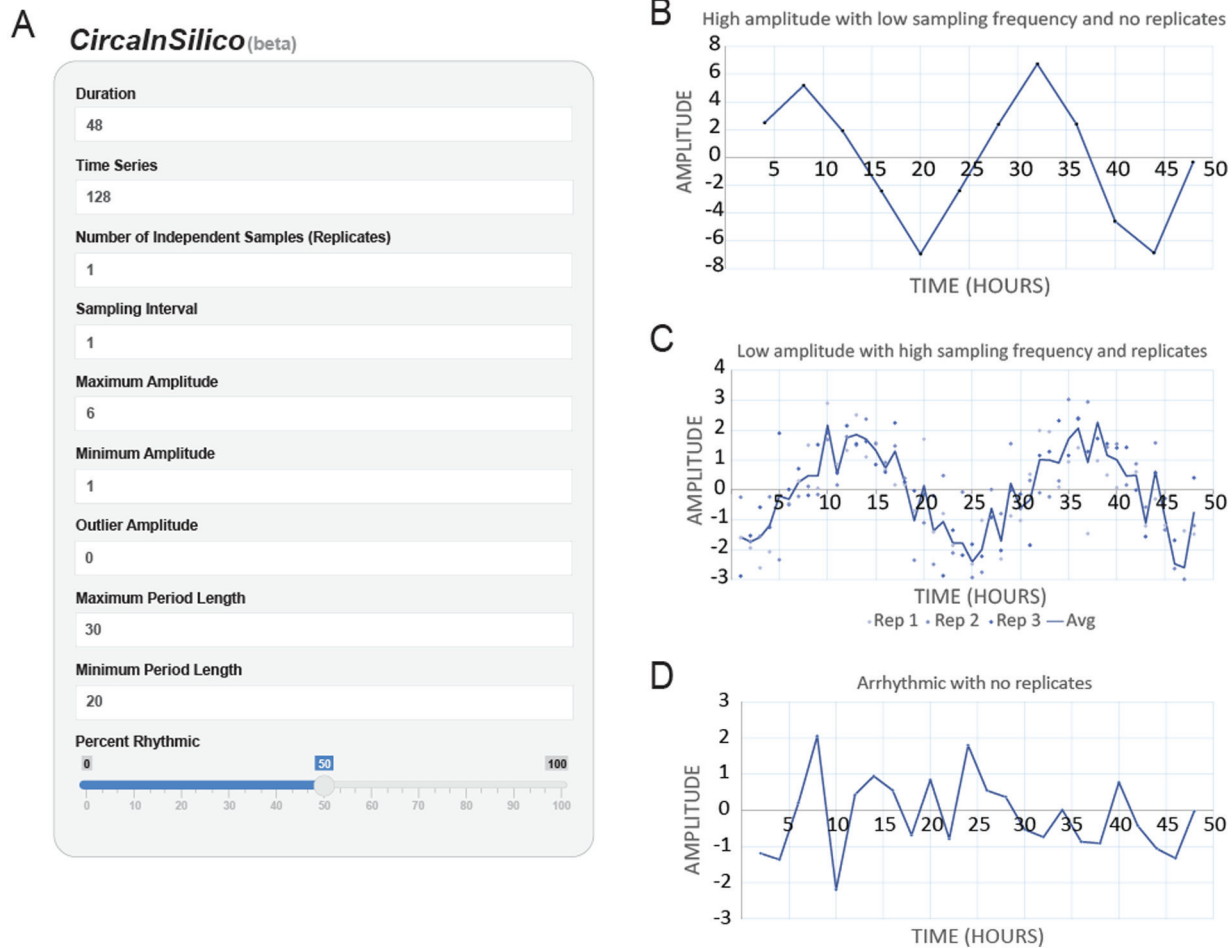 A
CircaInSilico (beta)
Duration
48
Time Series
128
Number of Independent Samples (Replicates)
1
Sampling Interval
1
Maximum Amplitude
6
Minimum Amplitude
1
Outlier Amplitude
0
Maximum Period Length
30
Minimum Period Length
20
Percent Rhythmic
0 50 100
0 10 20 30 40 50 60 70 80 90 100
B
High amplitude with low sampling frequency and no replicates
AMPLITUDE
8
6
4
2
0
-2
-4
-6
-8
5 10 15 20 25 30 35 40 45 50
TIME (HOURS)
C
Low amplitude with high sampling frequency and replicates
AMPLITUDE
4
3
2
1
0
-1
-2
-3
5 10 15 20 25 30 35 40 45 50
TIME (HOURS)
Rep 1 Rep 2 Rep 3 Avg
D
Arrhythmic with no replicates
AMPLITUDE
3
2
1
0
-1
-2
-3
5 10 15 20 25 30 35 40 45 50
TIME (HOURS)